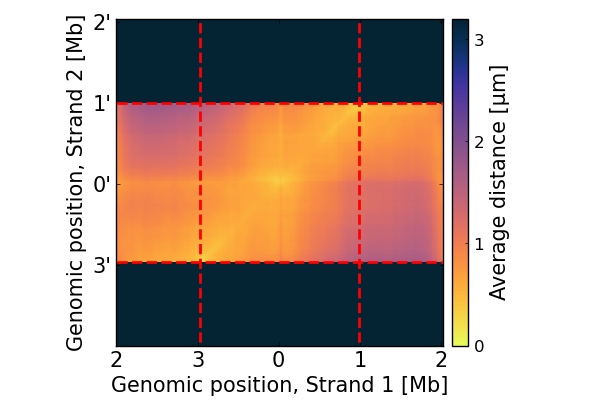 2'
1'
0'
3'
Genomic position, Strand 2 [Mb]
2 3 0 1 2
Genomic position, Strand 1 [Mb]
3
2
1
0
Average distance [μm]